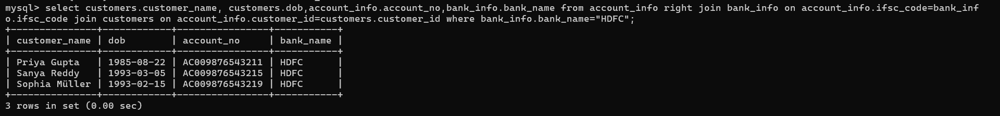 mysql> select customers.customer_name, customers.dob,account_info.account_no,bank_info.bank_name from account_info right join bank_info on account_info.ifsc_code=bank_inf
o.ifsc_code join customers on account_info.customer_id=customers.customer_id where bank_info.bank_name="HDFC";
+---------------+------------+----------------+-----------+
| customer_name | dob        | account_no     | bank_name |
+---------------+------------+----------------+-----------+
| Priya Gupta   | 1985-08-22 | AC009876543211 | HDFC      |
| Sanya Reddy   | 1993-03-05 | AC009876543215 | HDFC      |
| Sophia Müller | 1993-02-15 | AC009876543219 | HDFC      |
+---------------+------------+----------------+-----------+
3 rows in set (0.00 sec)